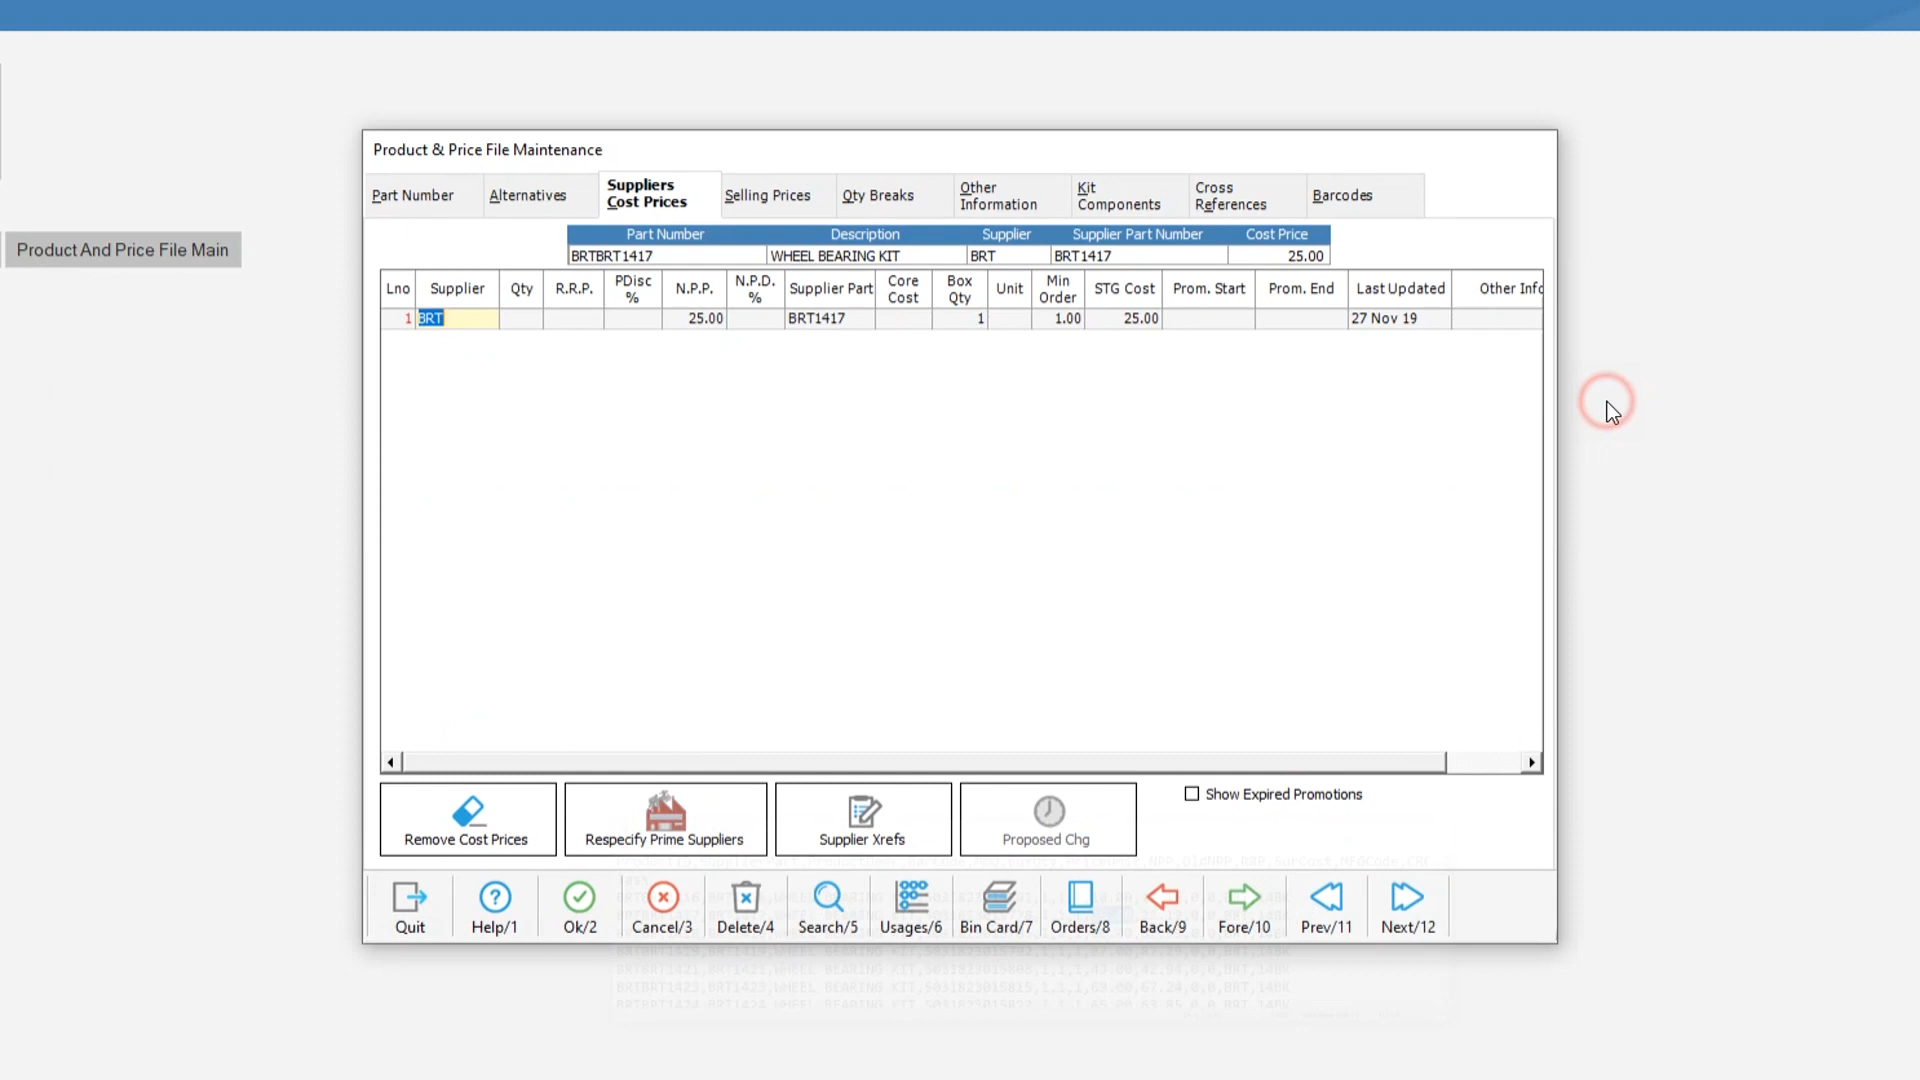 Product & Price File Maintenance
Part Number
Alternatives
Suppliers
Cost Prices
Selling Prices
Qty Breaks
Other
Information
Kit
Components
Cross
References
Barcodes
Product And Price File Main
Part Number Description Supplier Supplier Part Number Cost Price
BRTBRT1417 WHEEL BEARING KIT BRT BRT1417 25.00
Lno Supplier Qty R.R.P. PDisc % N.P.P. N.P.D. % Supplier Part Core Cost Box Qty Unit Min Order STG Cost Prom. Start Prom. End Last Updated Other Info
1 BRT 25.00 BRT1417 1 1.00 25.00 27 Nov 19
Remove Cost Prices
Respecify Prime Suppliers
Supplier Xrefs
Proposed Chg
Show Expired Promotions
Quit Help/1 Ok/2 Cancel/3 Delete/4 Search/5 Usages/6 Bin Card/7 Orders/8 Back/9 Fore/10 Prev/11 Next/12